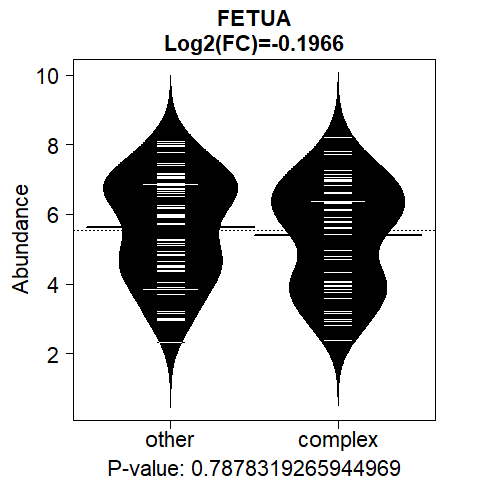 FETUA
Log2(FC)=-0.1966
Abundance
10
8
6
4
2
other complex
P-value: 0.7878319265944969